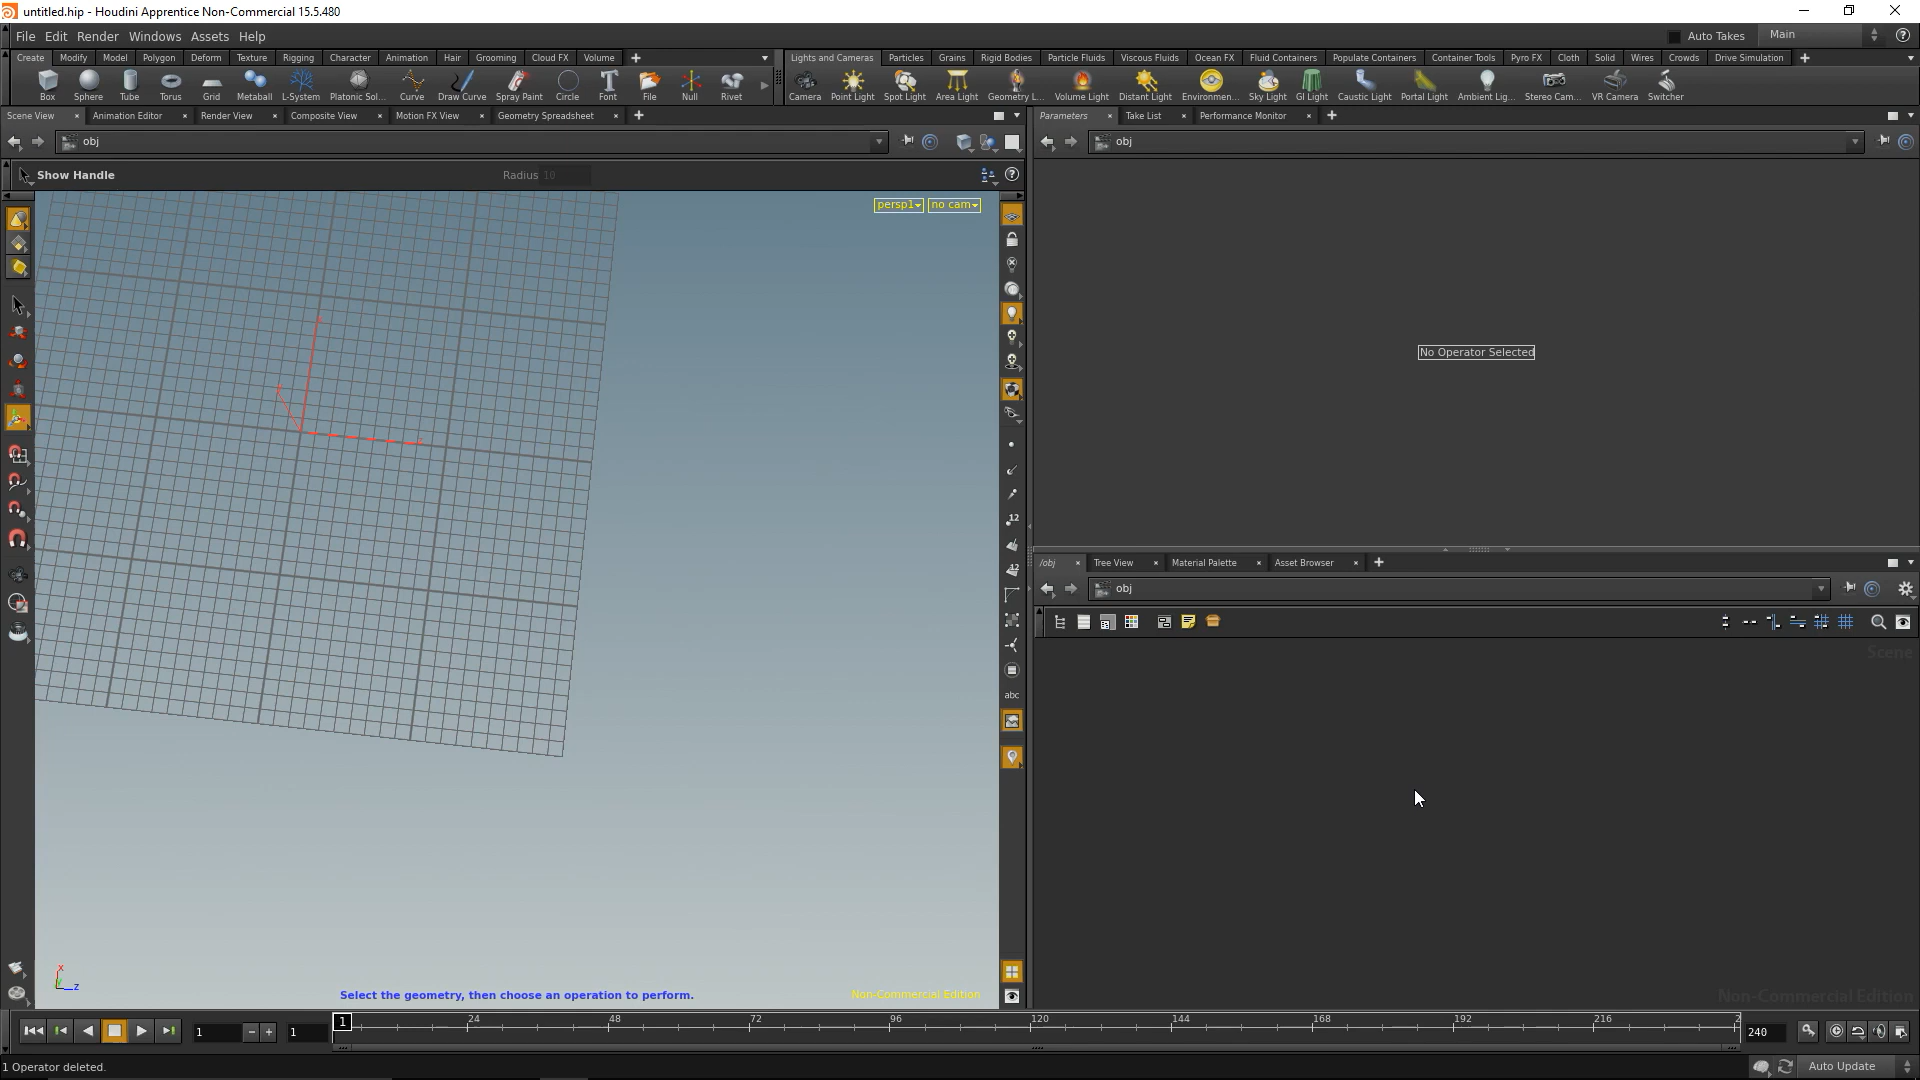 untitled.hip - Houdini Apprentice Non-Commercial 15.5.480
File Edit Render Windows Assets Help
Auto Takes Main
Create Modify Model Polygon Deform Texture Rigging Character Animation Hair Grooming Cloud FX Volume
Lights and Cameras Particles Grains Rigid Bodies Particle Fluids Viscous Fluids Ocean FX Fluid Containers Populate Containers Container Tools Pyro FX Cloth Solid Wires Crowds Drive Simulation
Box Sphere Tube Torus Grid Metaball L-System Platonic Sol... Curve Draw Curve Spray Paint Circle Font File Null Rivet
Camera Point Light Spot Light Area Light Geometry L... Volume Light Distant Light Environmen... Sky Light GI Light Caustic Light Portal Light Ambient Lig... Stereo Cam... VR Camera Switcher
Scene View Animation Editor Render View Composite View Motion FX View Geometry Spreadsheet
Parameters Take List Performance Monitor
obj
obj
Show Handle Radius 10
persp1 no cam
No Operator Selected
12
12
abc
/obj Tree View Material Palette Asset Browser
obj
Scene
x
z
Select the geometry, then choose an operation to perform.
Non-Commercial Edition
Non-Commercial Edition
1 1 1 24 48 72 96 120 144 168 192 216 2 240
1 Operator deleted.
Auto Update